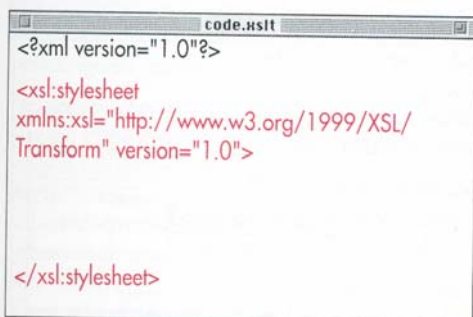 code.xslt
<?xml version="1.0"?>
<xsl:stylesheet
xmlns:xsl="http://www.w3.org/1999/XSL/
Transform" version="1.0">
</xsl:stylesheet>